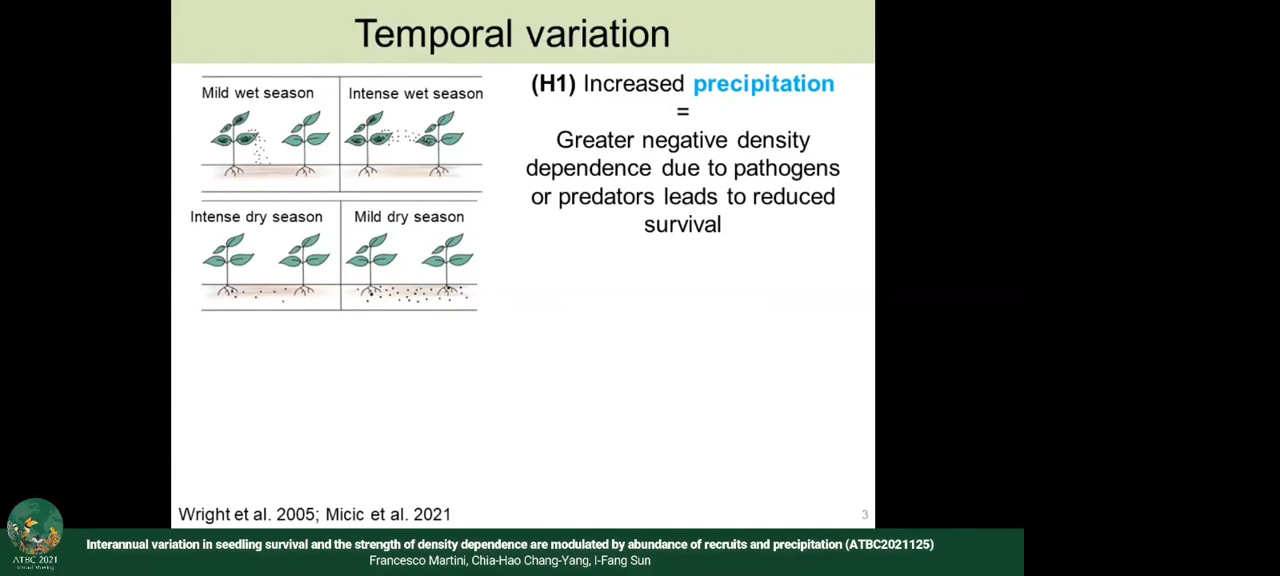 Temporal variation
Mild wet season
Intense wet season
Intense dry season
Mild dry season
(H1) Increased precipitation
=
Greater negative density
dependence due to pathogens
or predators leads to reduced
survival
Wright et al. 2005; Micic et al. 2021
3
ATBC 2021
Interannual variation in seedling survival and the strength of density dependence are modulated by abundance of recruits and precipitation (ATBC2021125)
Francesco Martini, Chia-Hao Chang-Yang, I-Fang Sun